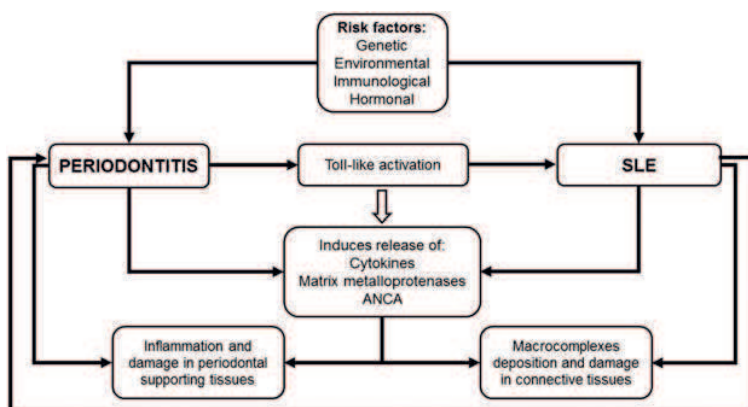 Risk factors:
Genetic
Environmental
Immunological
Hormonal
PERIODONTITIS
Toll-like activation
SLE
Induces release of:
Cytokines
Matrix metalloprotenases
ANCA
Inflammation and
damage in periodontal
supporting tissues
Macrocomplexes
deposition and damage
in connective tissues